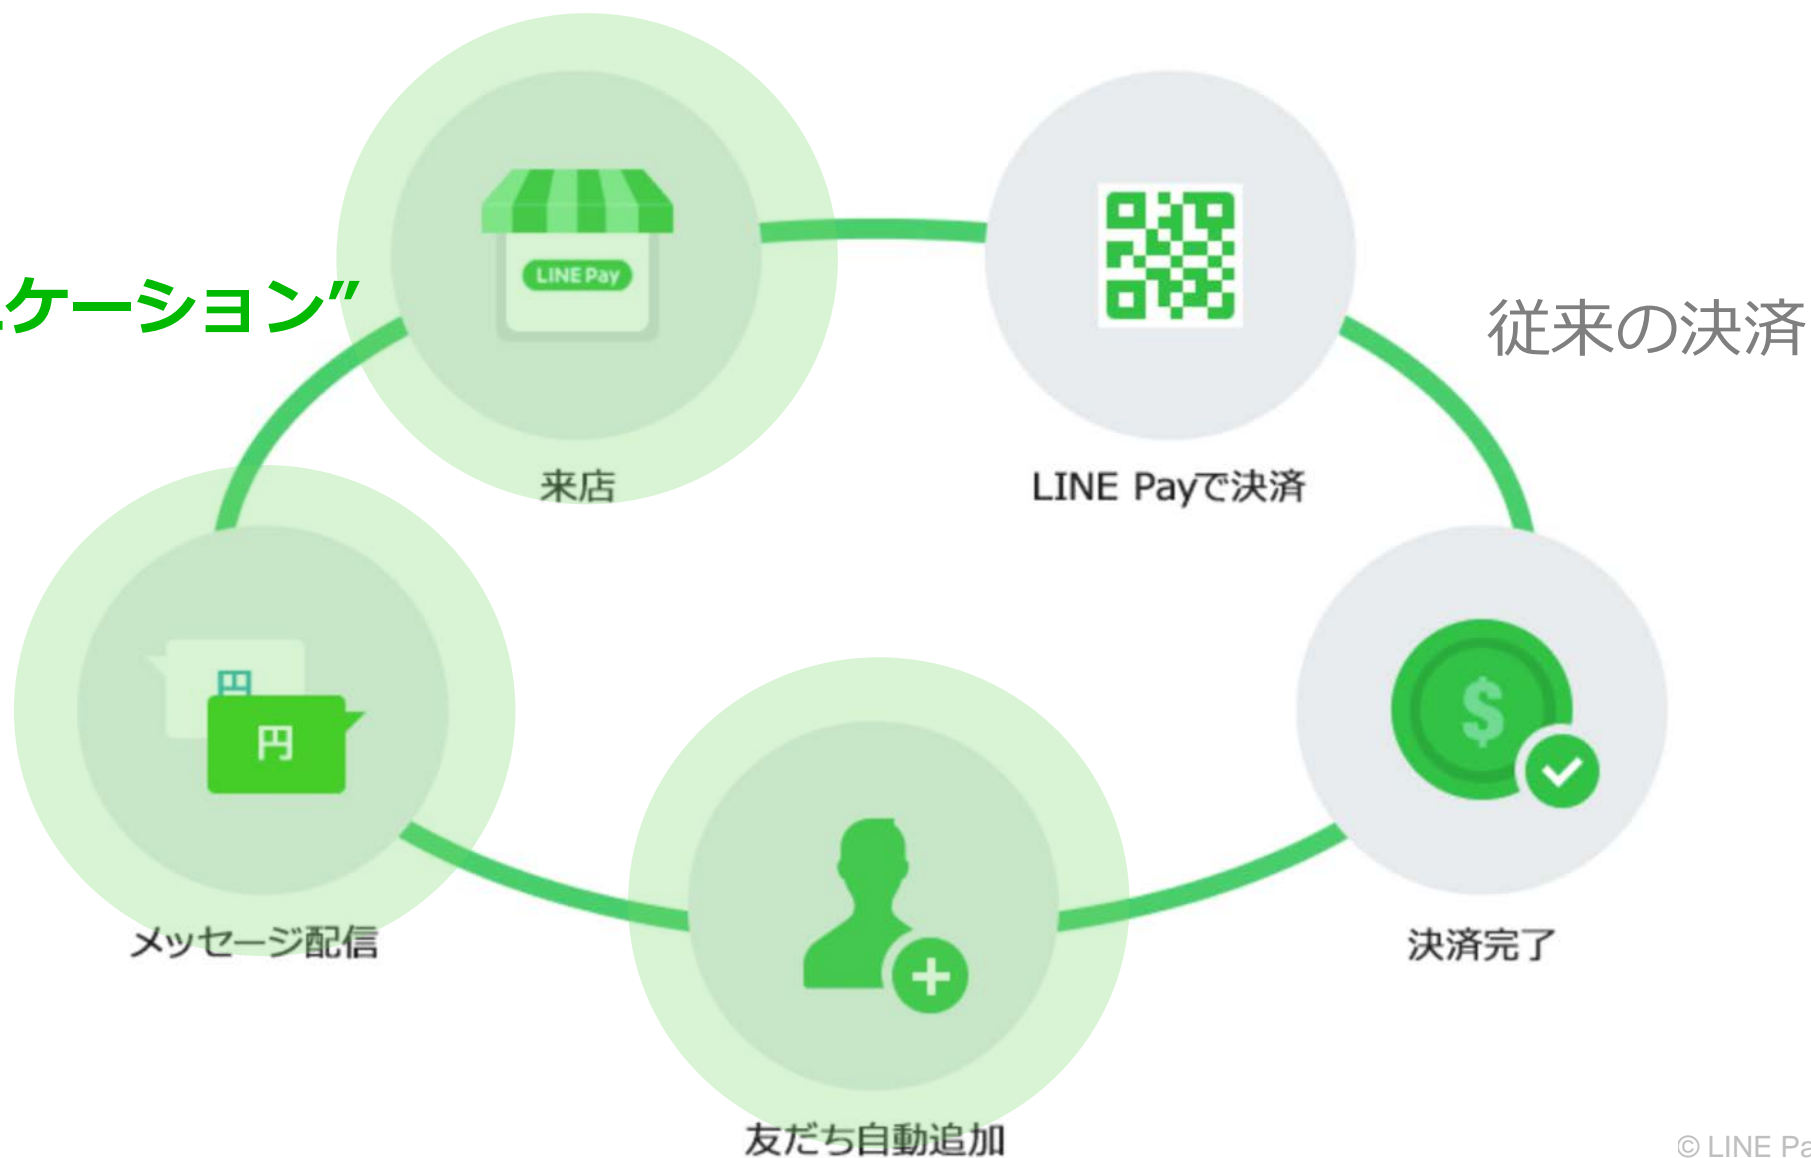 LINE Pay
ケーション”
従来の決済
来店
LINE Payで決済
円
円
$
メッセージ配信
決済完了
友だち自動追加
© LINE Pa